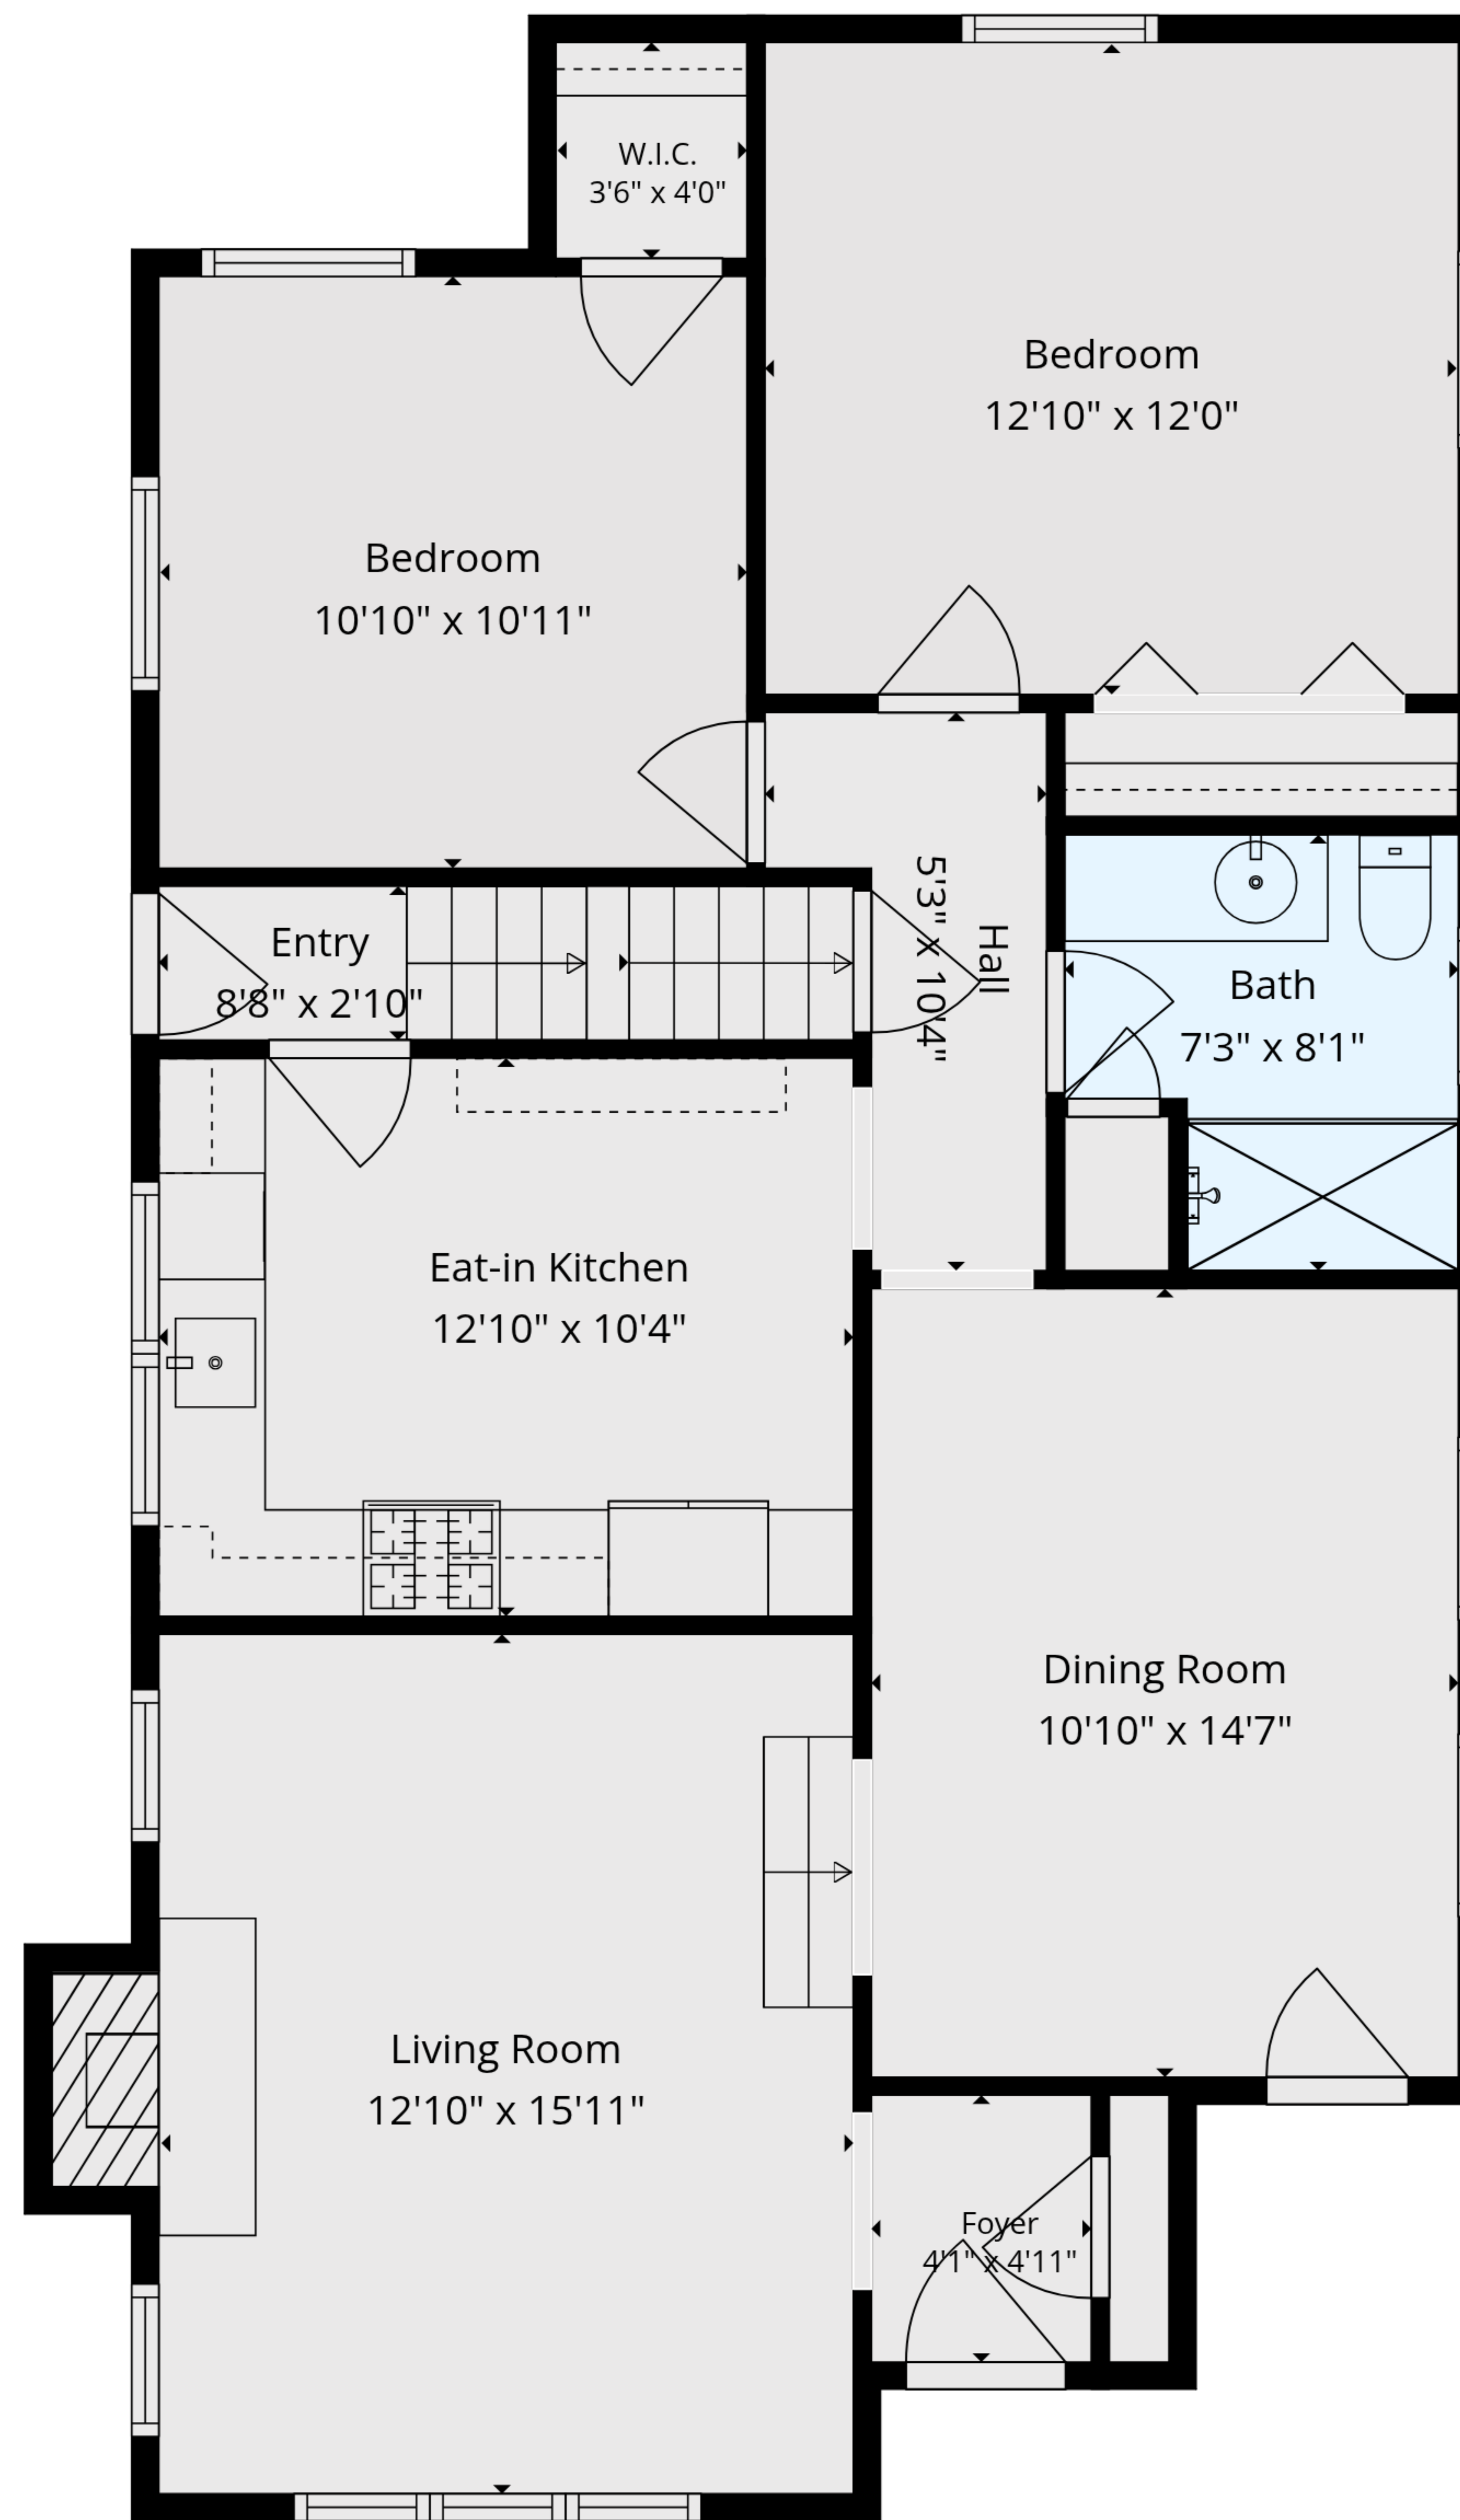 W.I.C.
3'6" x 4'0"
Bedroom
12'10" x 12'0"
Bedroom
10'10" x 10'11"
Entry
8'8" x 2'10"
Hall
5'3" x 10'4"
Bath
7'3" x 8'1"
Eat-in Kitchen
12'10" x 10'4"
Dining Room
10'10" x 14'7"
Living Room
12'10" x 15'11"
Foyer
4'1" x 4'11"